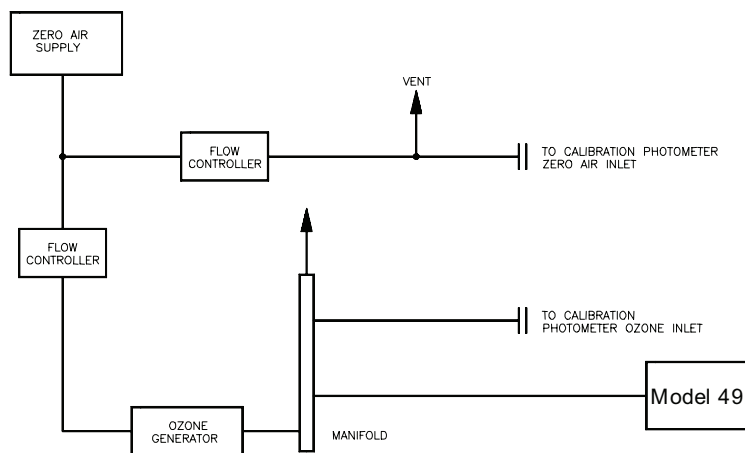 ZERO AIR
SUPPLY
VENT
FLOW
CONTROLLER
TO CALIBRATION PHOTOMETER
ZERO AIR INLET
FLOW
CONTROLLER
TO CALIBRATION
PHOTOMETER OZONE INLET
Model 49
OZONE
GENERATOR
MANIFOLD